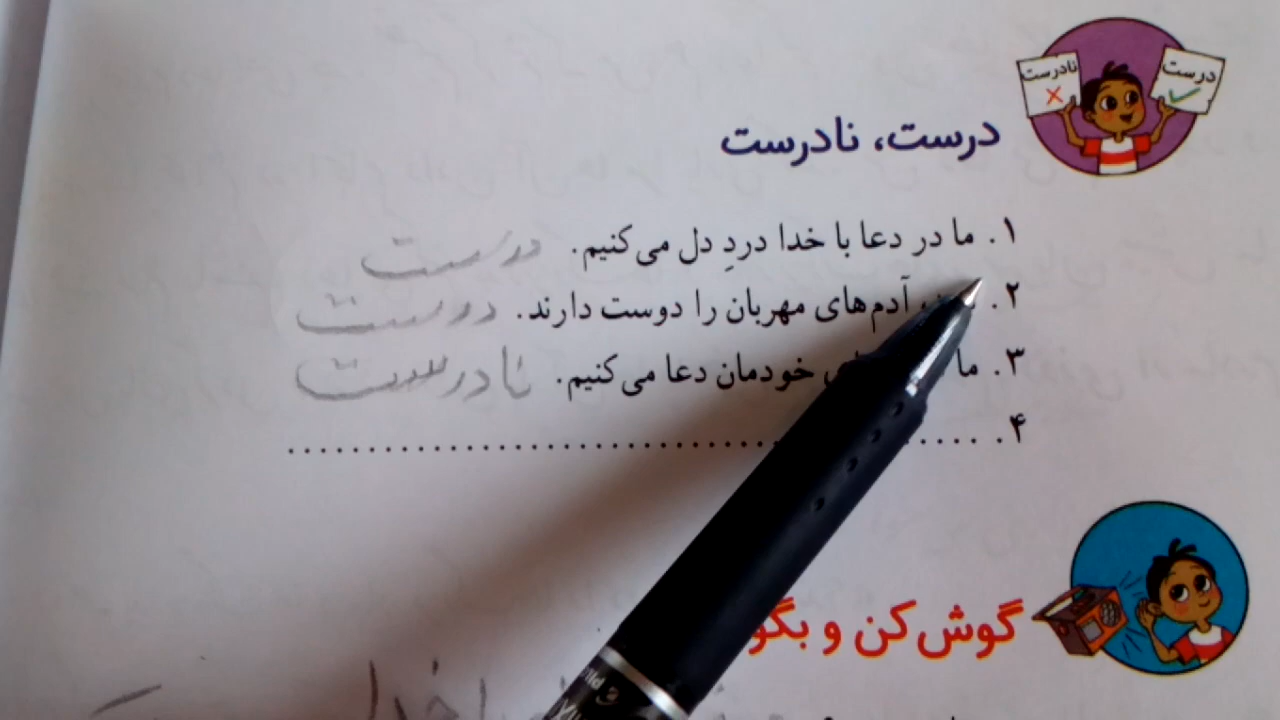 درست
نادرست
درست، نادرست
۱. ما در دعا با خدا دردِ دل می‌کنیم. درست
۲. آدم‌های مهربان را دوست دارند. درست
۳. ما خودمان دعا می‌کنیم. نادرست
۴. ........................................
گوش کن و